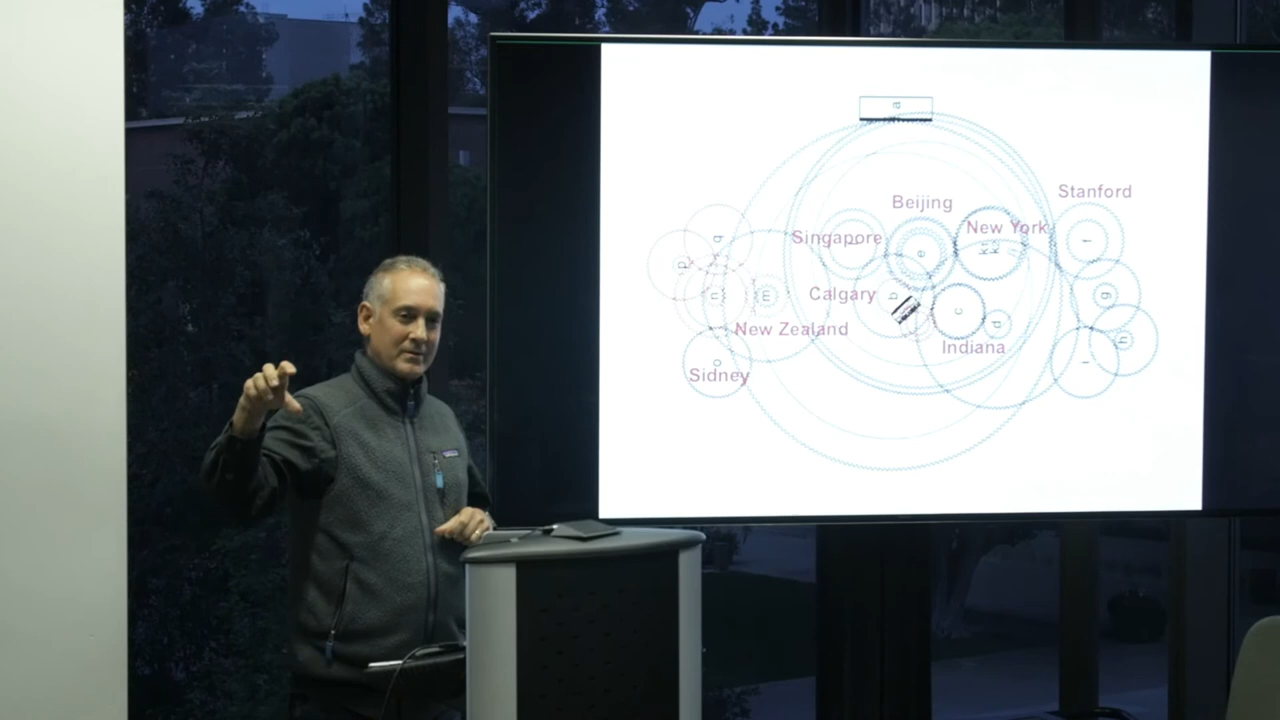 a
Stanford
Beijing
New York
Singapore
q
f
e
k
p
Calgary
b
n
m
g
c
d
New Zealand
h
Indiana
o
i
Sidney